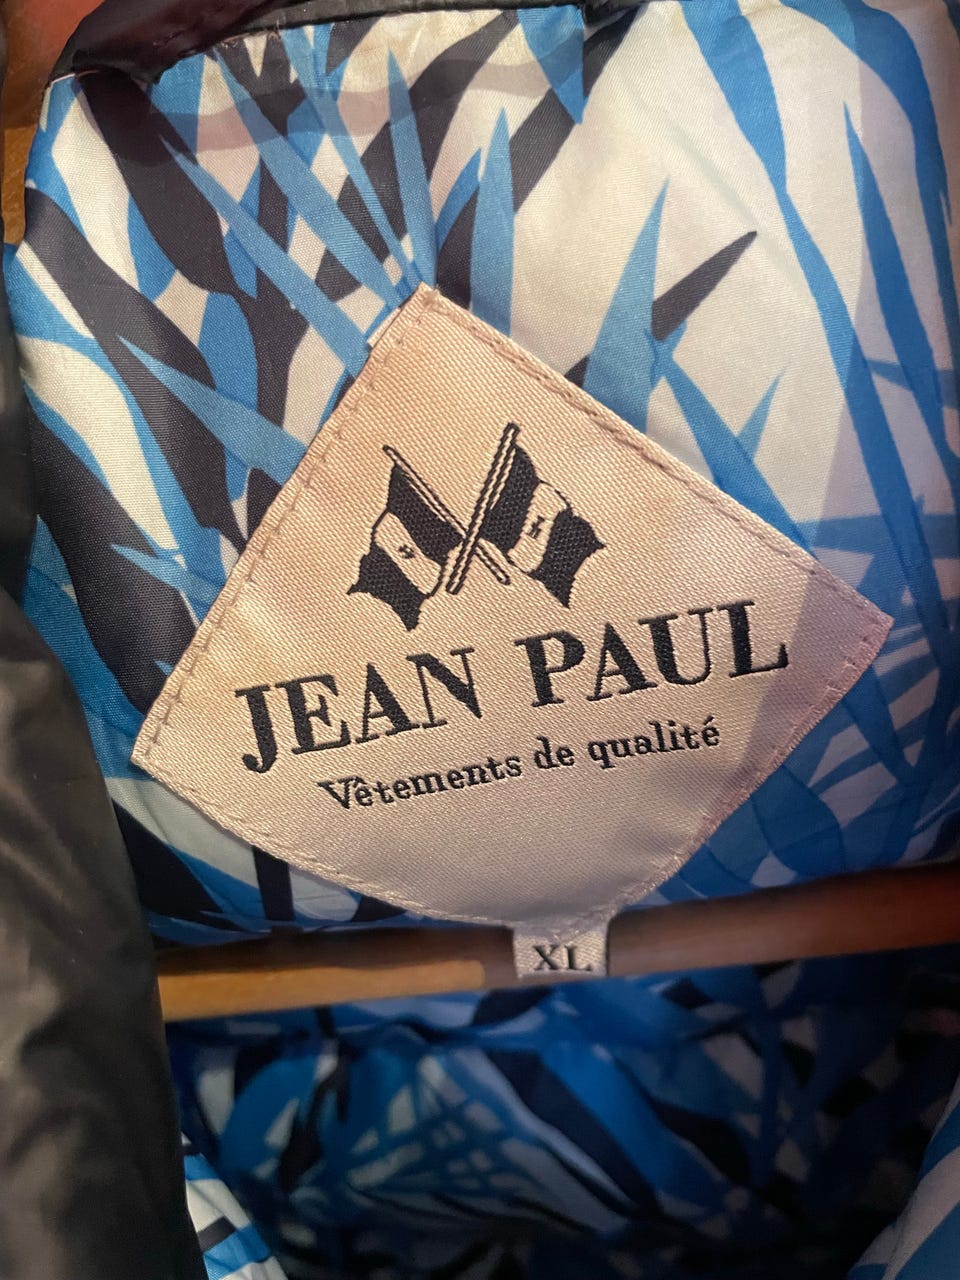 JEAN PAUL
Vêtements de qualité
XL